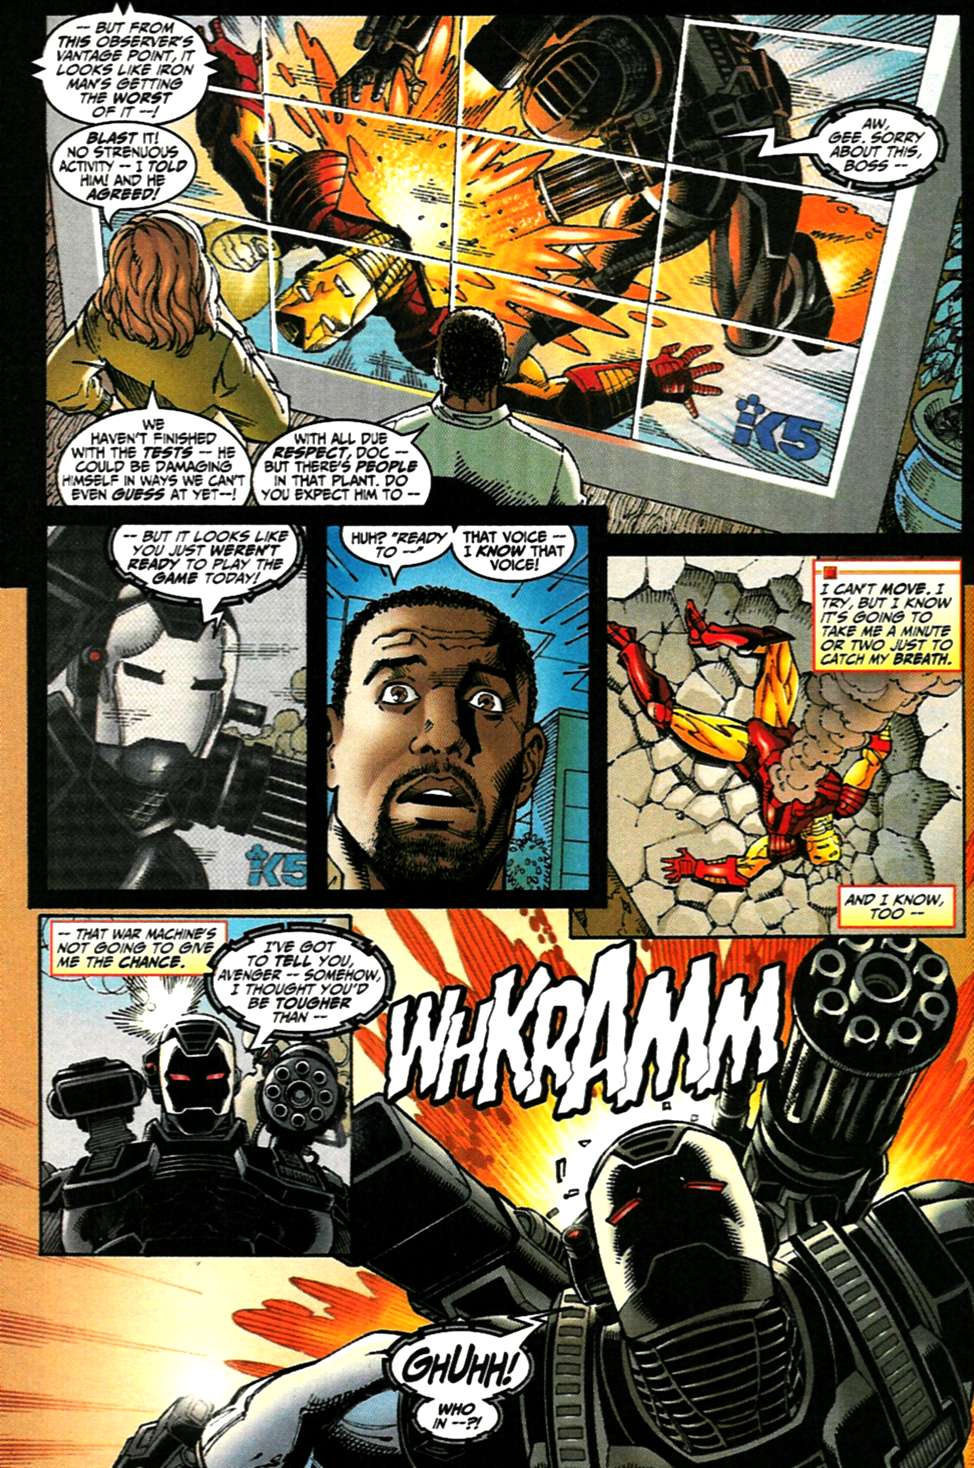 -- BUT FROM
THIS OBSERVER'S
VANTAGE POINT, IT
LOOKS LIKE IRON
MAN'S GETTING
THE WORST
OF IT --!
BLAST IT!
NO STRENUOUS
ACTIVITY -- I TOLD
HIM! AND HE
AGREED!
AW,
GEE. SORRY
ABOUT THIS,
BOSS --
K5
WE
HAVEN'T FINISHED
WITH THE TESTS -- HE
COULD BE DAMAGING
HIMSELF IN WAYS WE CAN'T
EVEN GUESS AT YET--!
WITH ALL DUE
RESPECT, DOC --
BUT THERE'S PEOPLE
IN THAT PLANT. DO
YOU EXPECT HIM TO --
-- BUT IT LOOKS LIKE
YOU JUST WEREN'T
READY TO PLAY THE
GAME TODAY!
K5
HUH? "READY
TO --"
THAT VOICE --
I KNOW THAT
VOICE!
I CAN'T MOVE. I
TRY, BUT I KNOW
IT'S GOING TO
TAKE ME A MINUTE
OR TWO JUST TO
CATCH MY BREATH.
AND I KNOW,
TOO --
-- THAT WAR MACHINE'S
NOT GOING TO GIVE
ME THE CHANCE.
I'VE GOT
TO TELL YOU,
AVENGER -- SOMEHOW,
I THOUGHT YOU'D
BE TOUGHER
THAN --
WHKRAMM
GHUHH!
WHO
IN --?!